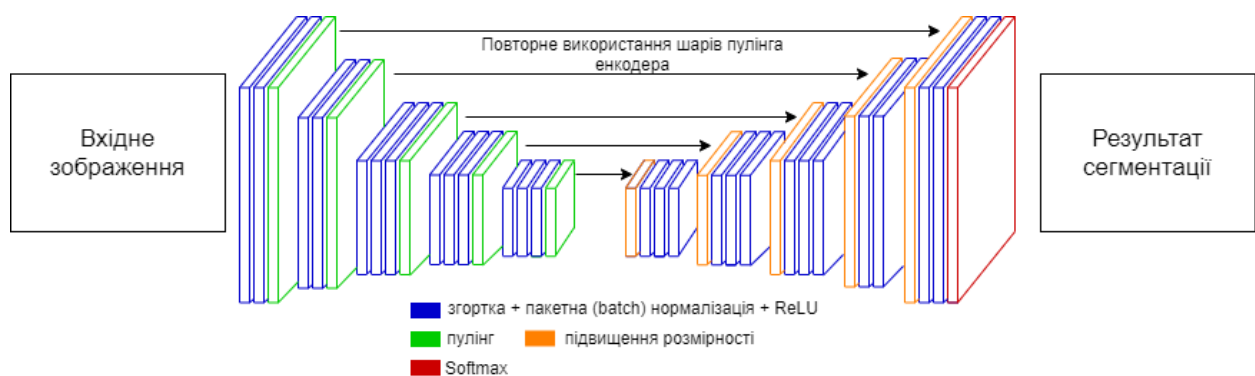 Повторне використання шарів пулінга
енкодера
Вхідне
зображення
Результат
сегментації
згортка + пакетна (batch) нормалізація + ReLU
пулінг
підвищення розмірності
Softmax